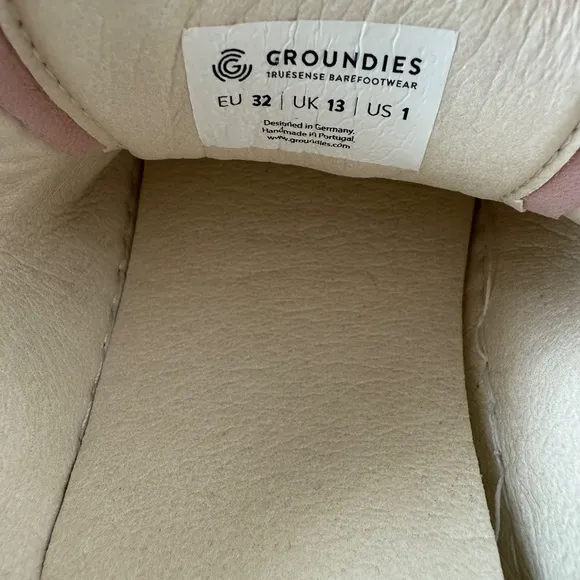 GROUNDIES
TRUESENSE BAREFOOTWEAR
EU 32 | UK 13 | US 1
Designed in Germany.
Handmade in Portugal.
www.groundies.com